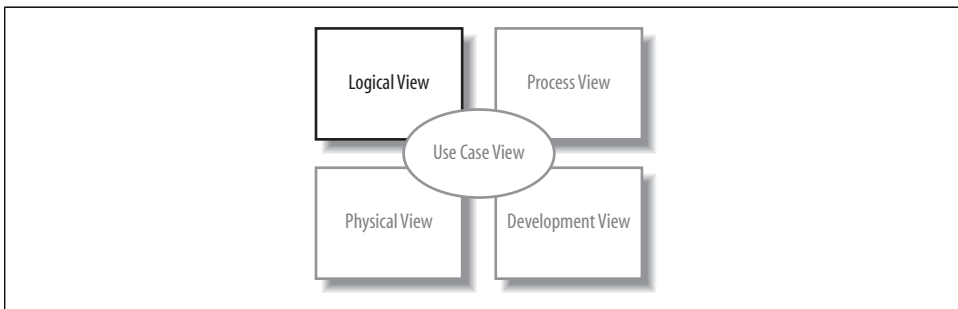 Logical View
Process View
Use Case View
Physical View
Development View